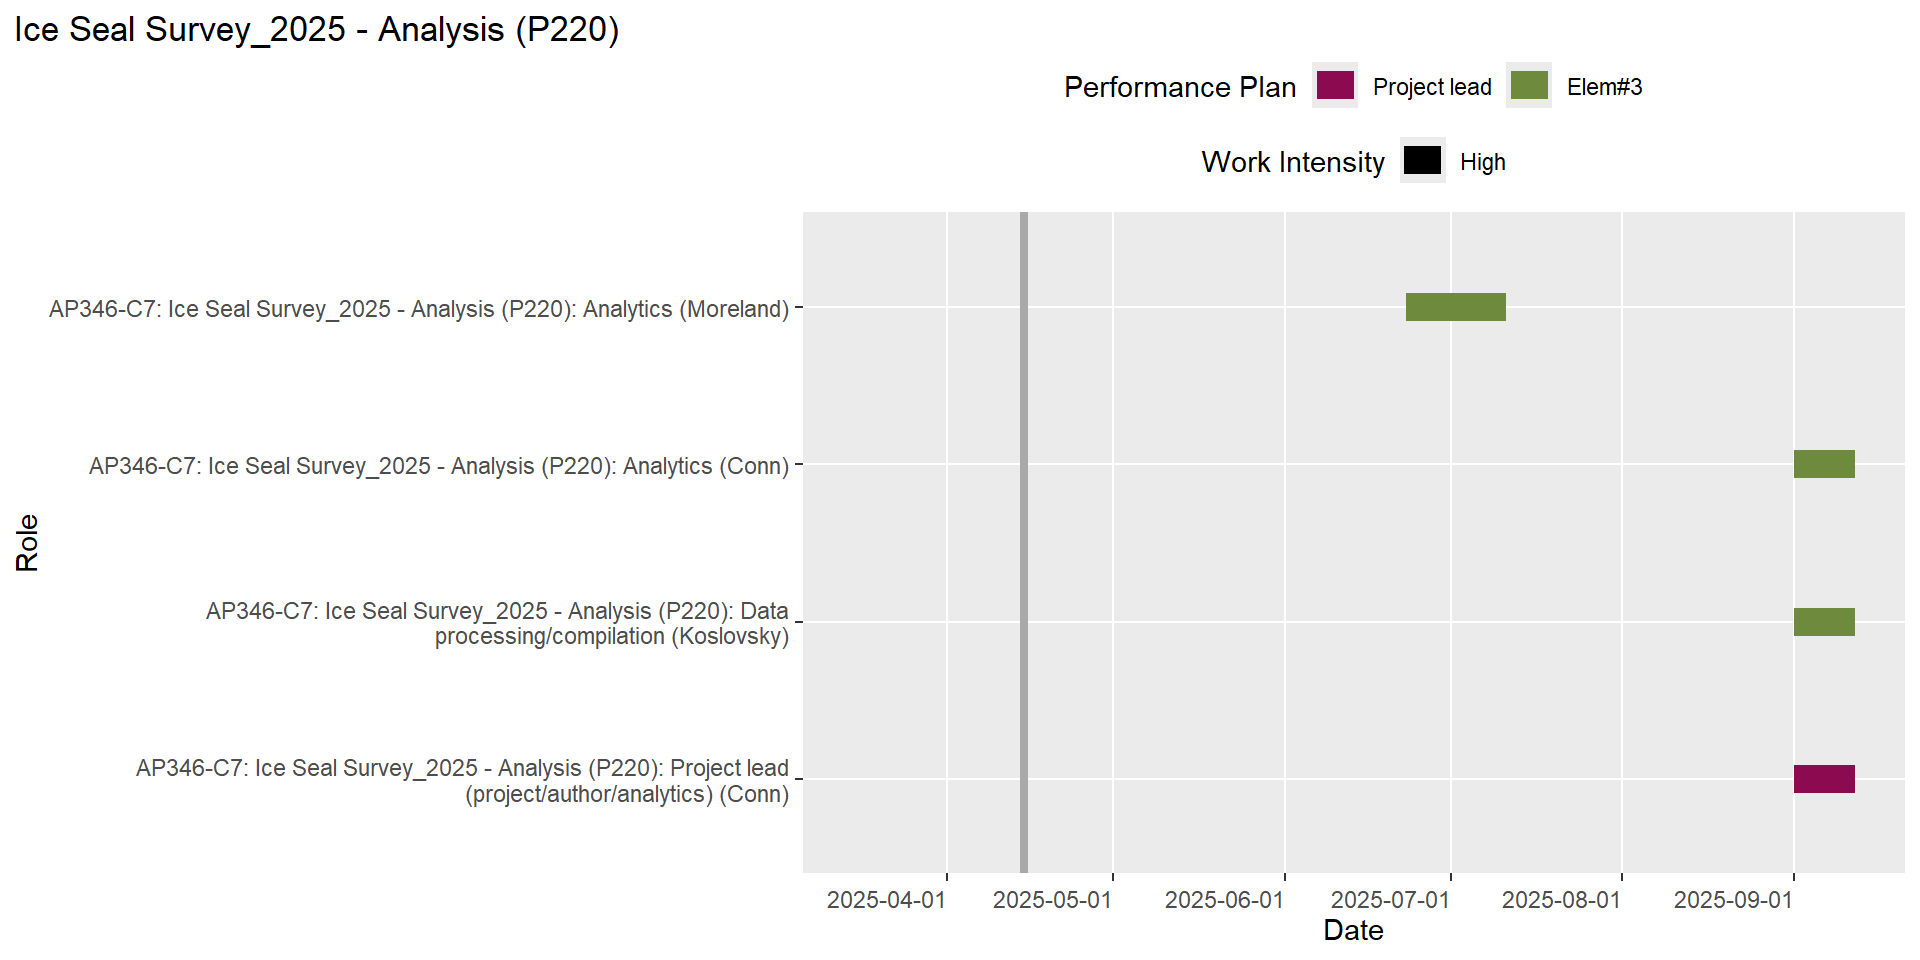 Ice Seal Survey_2025 - Analysis (P220)
Performance Plan
Project lead
Elem#3
Work Intensity
High
Role
AP346-C7: Ice Seal Survey_2025 - Analysis (P220): Analytics (Moreland)
AP346-C7: Ice Seal Survey_2025 - Analysis (P220): Analytics (Conn)
AP346-C7: Ice Seal Survey_2025 - Analysis (P220): Data
processing/compilation (Koslovsky)
AP346-C7: Ice Seal Survey_2025 - Analysis (P220): Project lead
(project/author/analytics) (Conn)
2025-04-01
2025-05-01
2025-06-01
2025-07-01
2025-08-01
2025-09-01
Date